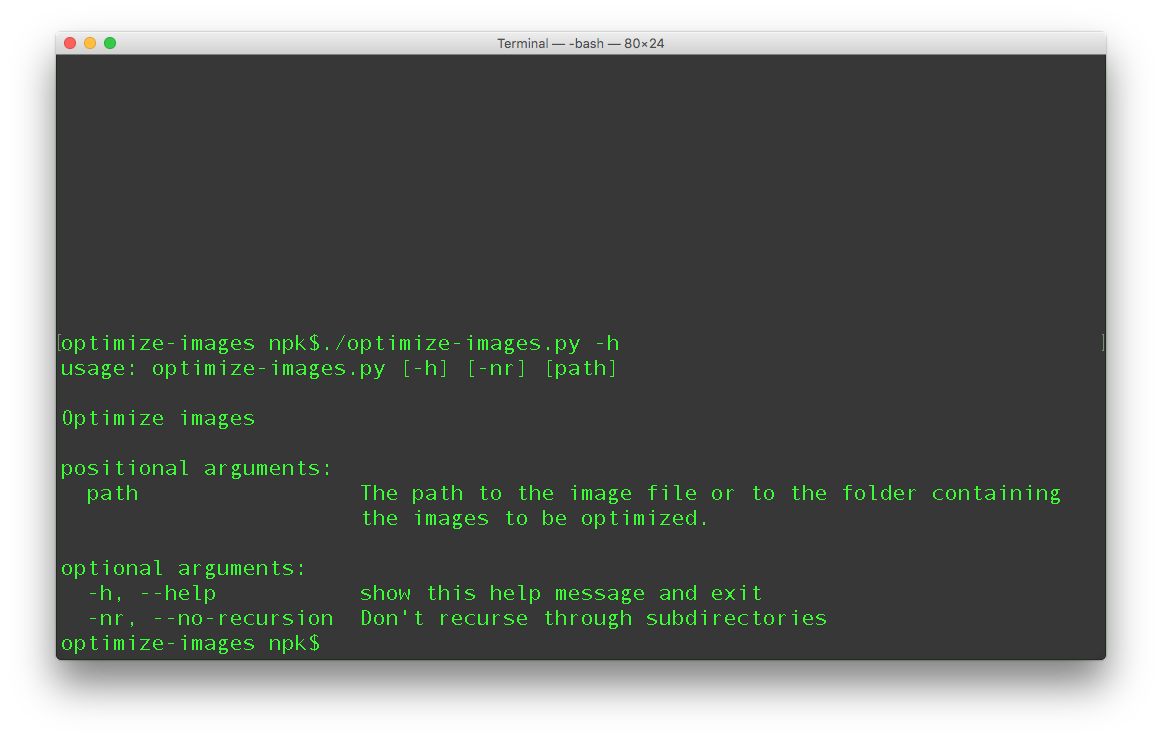 Terminal — -bash — 80×24
[optimize-images npk$./optimize-images.py -h ]
usage: optimize-images.py [-h] [-nr] [path]
Optimize images
positional arguments:
  path                 The path to the image file or to the folder containing
                       the images to be optimized.
optional arguments:
  -h, --help           show this help message and exit
  -nr, --no-recursion  Don't recurse through subdirectories
optimize-images npk$